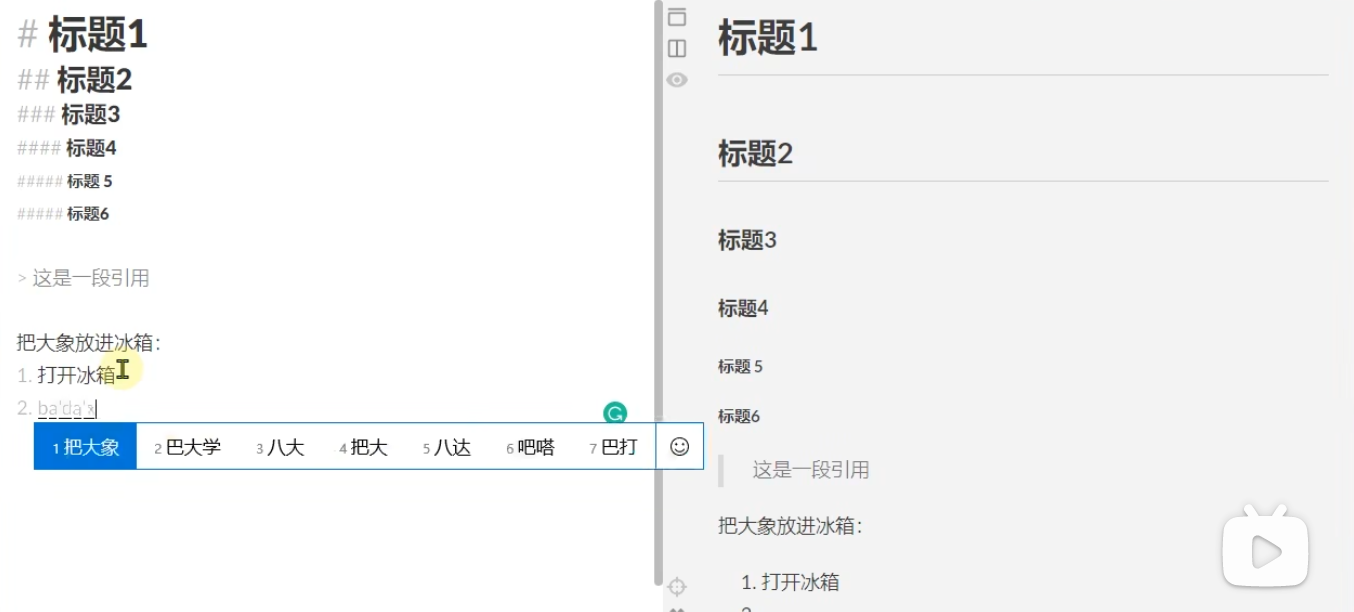 # 标题1
## 标题2
### 标题3
#### 标题4
##### 标题 5
##### 标题6
> 这是一段引用
把大象放进冰箱：
1. 打开冰箱
2. ba'da'x
1 把大象 2 巴大学 3 八大 4 把大 5 八达 6 吧嗒 7 巴打
标题1
标题2
标题3
标题4
标题 5
标题6
这是一段引用
把大象放进冰箱：
1. 打开冰箱